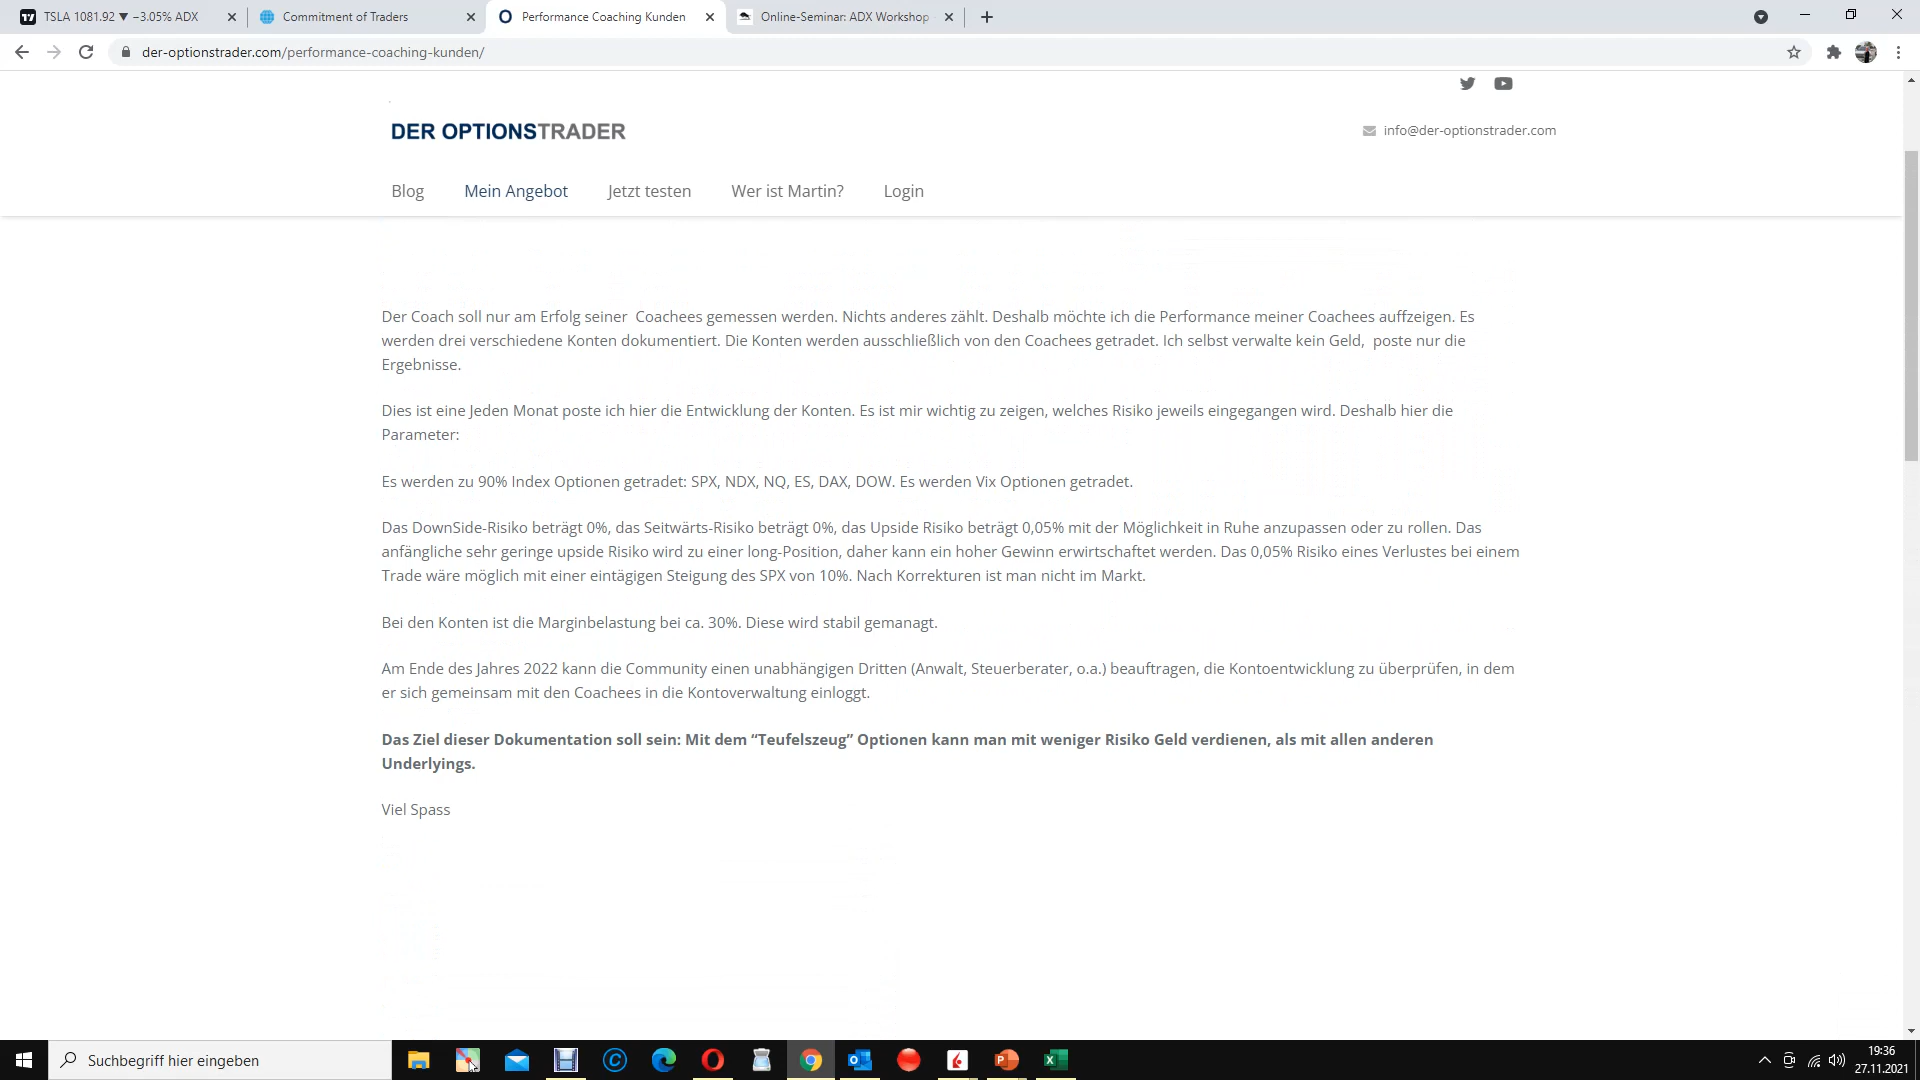 TSLA 1081.92 ▼ −3.05% ADX
Commitment of Traders
Performance Coaching Kunden
Online-Seminar: ADX Workshop
der-optionstrader.com/performance-coaching-kunden/
DER OPTIONSTRADER
info@der-optionstrader.com
Blog Mein Angebot Jetzt testen Wer ist Martin? Login
Der Coach soll nur am Erfolg seiner  Coachees gemessen werden. Nichts anderes zählt. Deshalb möchte ich die Performance meiner Coachees auffzeigen. Es
werden drei verschiedene Konten dokumentiert. Die Konten werden ausschließlich von den Coachees getradet. Ich selbst verwalte kein Geld,  poste nur die
Ergebnisse.
Dies ist eine Jeden Monat poste ich hier die Entwicklung der Konten. Es ist mir wichtig zu zeigen, welches Risiko jeweils eingegangen wird. Deshalb hier die
Parameter:
Es werden zu 90% Index Optionen getradet: SPX, NDX, NQ, ES, DAX, DOW. Es werden Vix Optionen getradet.
Das DownSide-Risiko beträgt 0%, das Seitwärts-Risiko beträgt 0%, das Upside Risiko beträgt 0,05% mit der Möglichkeit in Ruhe anzupassen oder zu rollen. Das
anfängliche sehr geringe upside Risiko wird zu einer long-Position, daher kann ein hoher Gewinn erwirtschaftet werden. Das 0,05% Risiko eines Verlustes bei einem
Trade wäre möglich mit einer eintägigen Steigung des SPX von 10%. Nach Korrekturen ist man nicht im Markt.
Bei den Konten ist die Marginbelastung bei ca. 30%. Diese wird stabil gemanagt.
Am Ende des Jahres 2022 kann die Community einen unabhängigen Dritten (Anwalt, Steuerberater, o.a.) beauftragen, die Kontoentwicklung zu überprüfen, in dem
er sich gemeinsam mit den Coachees in die Kontoverwaltung einloggt.
Das Ziel dieser Dokumentation soll sein: Mit dem “Teufelszeug” Optionen kann man mit weniger Risiko Geld verdienen, als mit allen anderen
Underlyings.
Viel Spass
Suchbegriff hier eingeben
19:36
27.11.2021